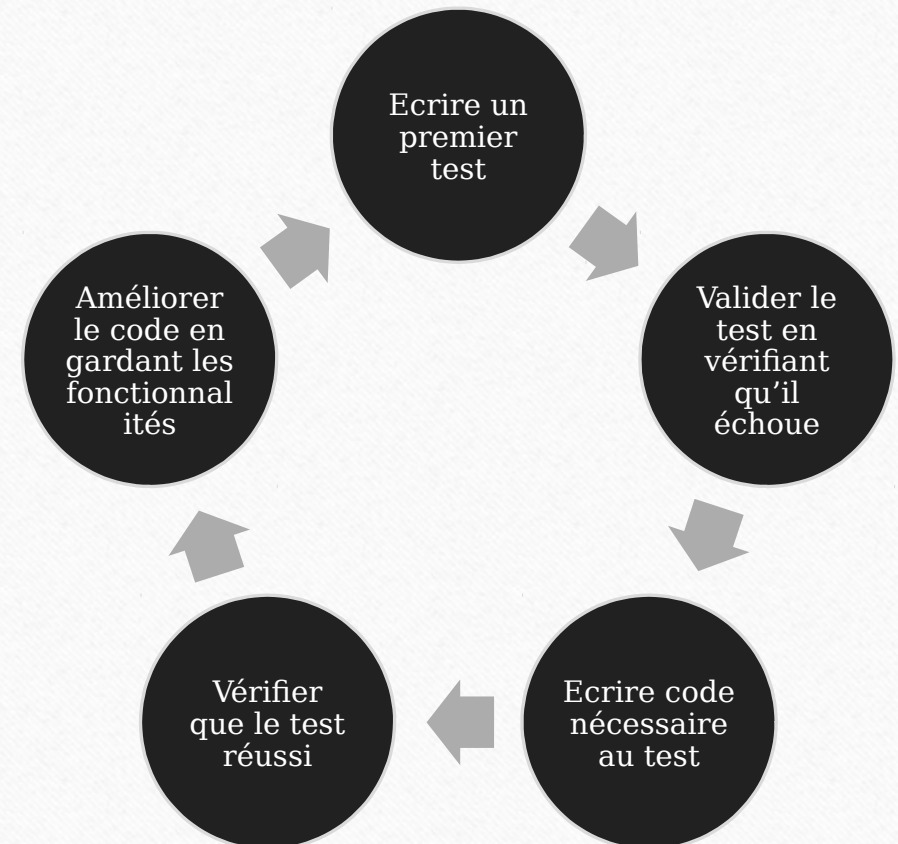 Ecrire un
premier
test
Valider le
test en
vérifiant
qu’il
échoue
Ecrire code
nécessaire
au test
Vérifier
que le test
réussi
Améliorer
le code en
gardant les
fonctionnal
ités